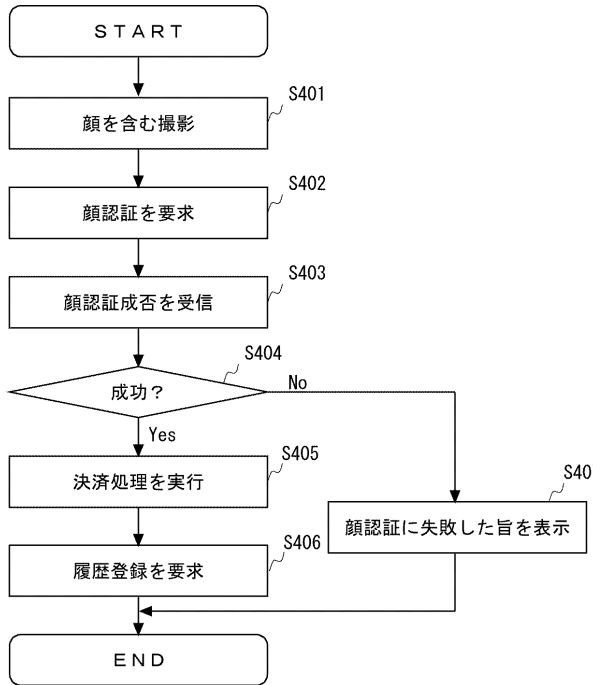 ＳＴＡＲＴ
S401
顔を含む撮影
S402
顔認証を要求
S403
顔認証成否を受信
S404
成功？
No
Yes
S405
決済処理を実行
S40
顔認証に失敗した旨を表示
S406
履歴登録を要求
ＥＮＤ